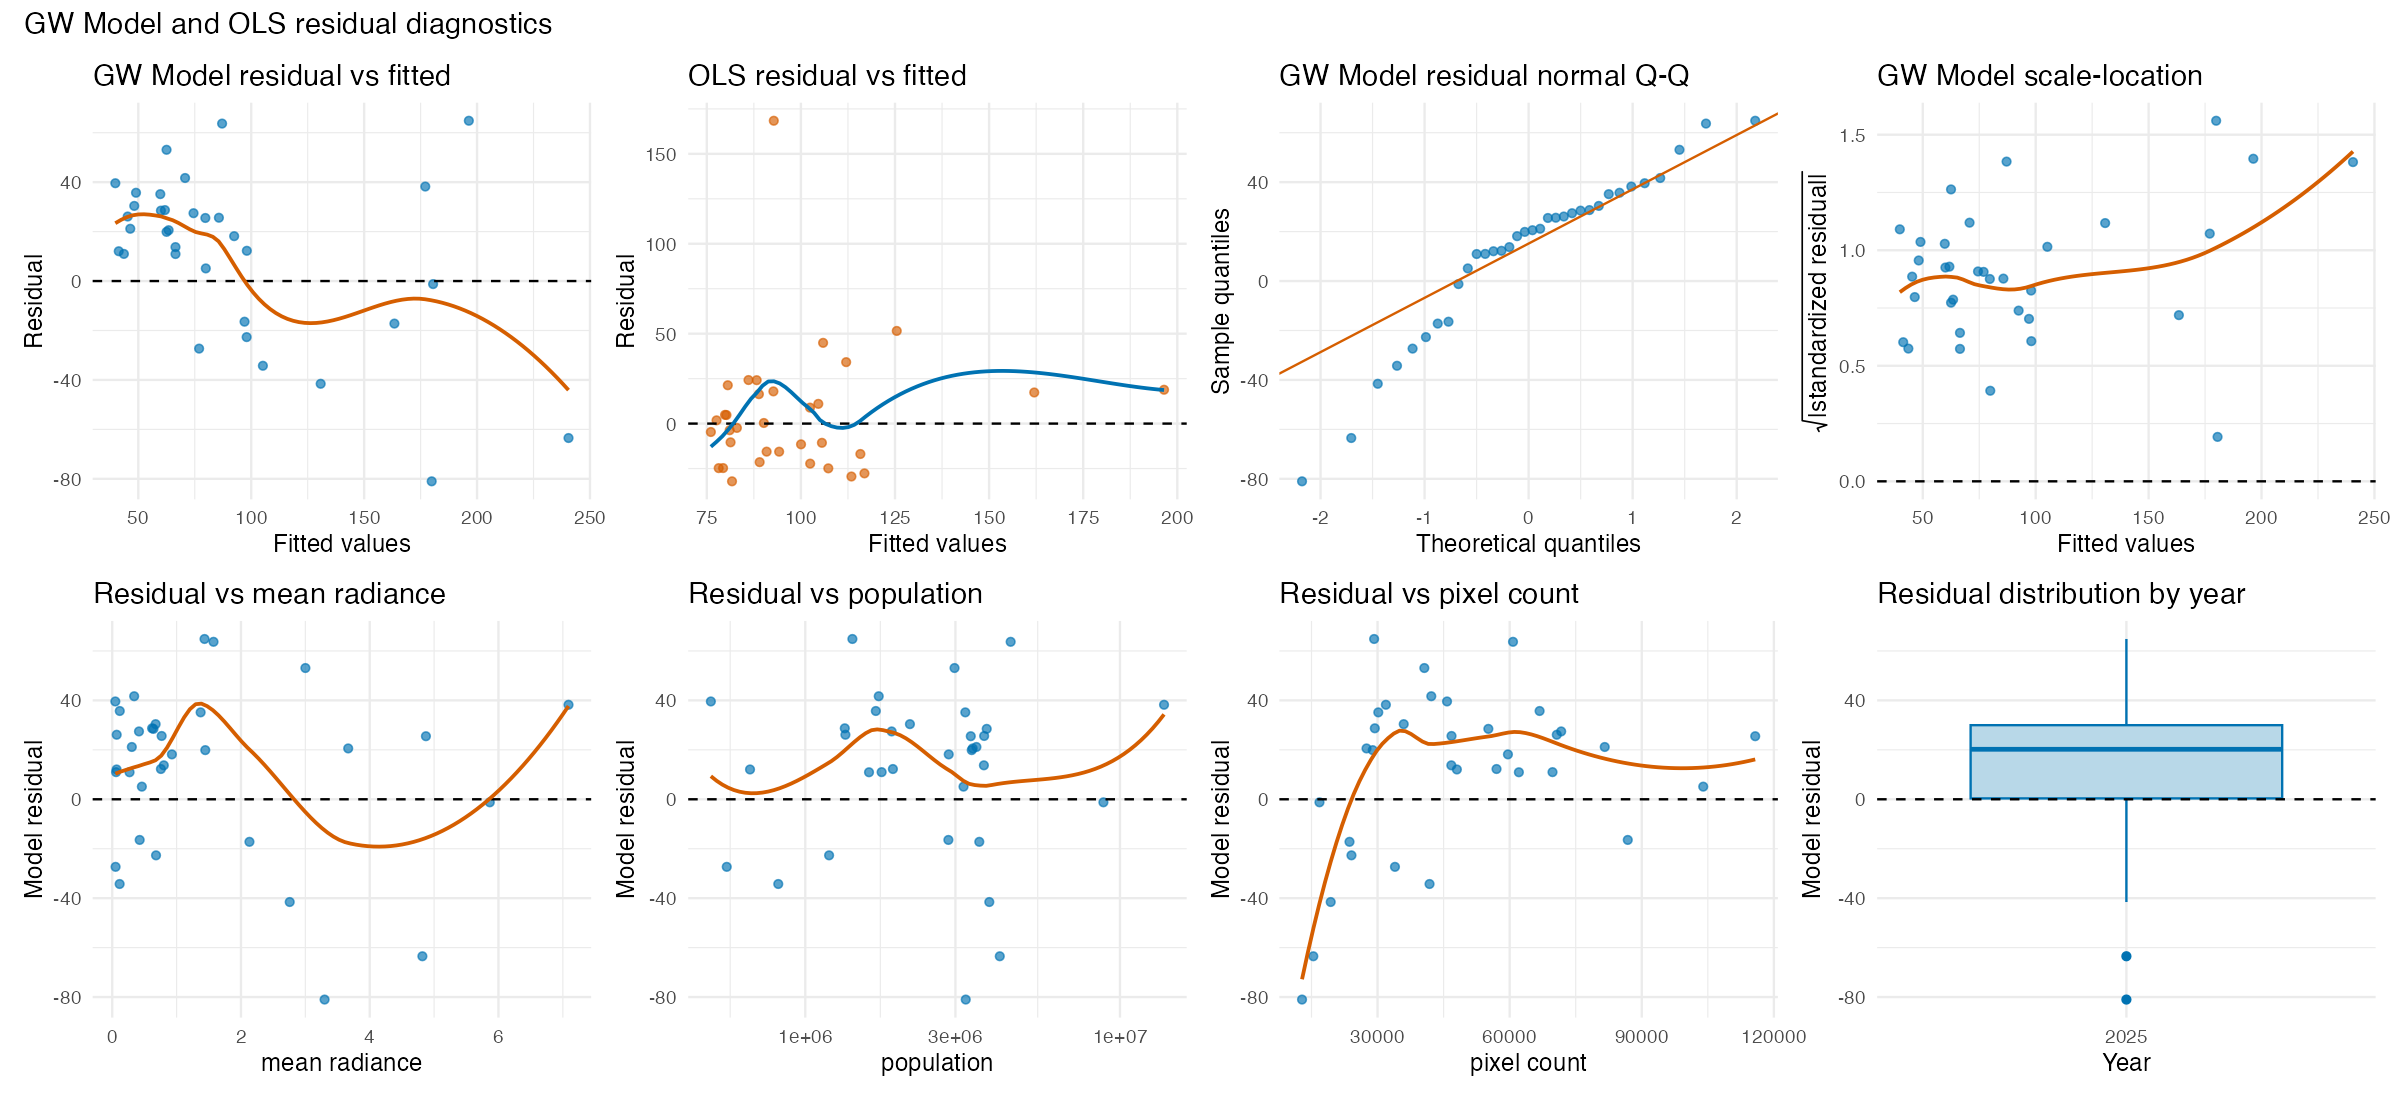 GW Model and OLS residual diagnostics
GW Model residual vs fitted
Residual
40
0
-40
-80
50
100
150
200
250
Fitted values
OLS residual vs fitted
Residual
150
100
50
0
75
100
125
150
175
200
Fitted values
GW Model residual normal Q-Q
Sample quantiles
40
0
-40
-80
-2
-1
0
1
2
Theoretical quantiles
GW Model scale-location
√|standardized residual|
1.5
1.0
0.5
0.0
50
100
150
200
250
Fitted values
Residual vs mean radiance
Model residual
40
0
-40
-80
0
2
4
6
mean radiance
Residual vs population
Model residual
40
0
-40
-80
1e+06
3e+06
1e+07
population
Residual vs pixel count
Model residual
40
0
-40
-80
30000
60000
90000
120000
pixel count
Residual distribution by year
Model residual
40
0
-40
-80
2025
Year